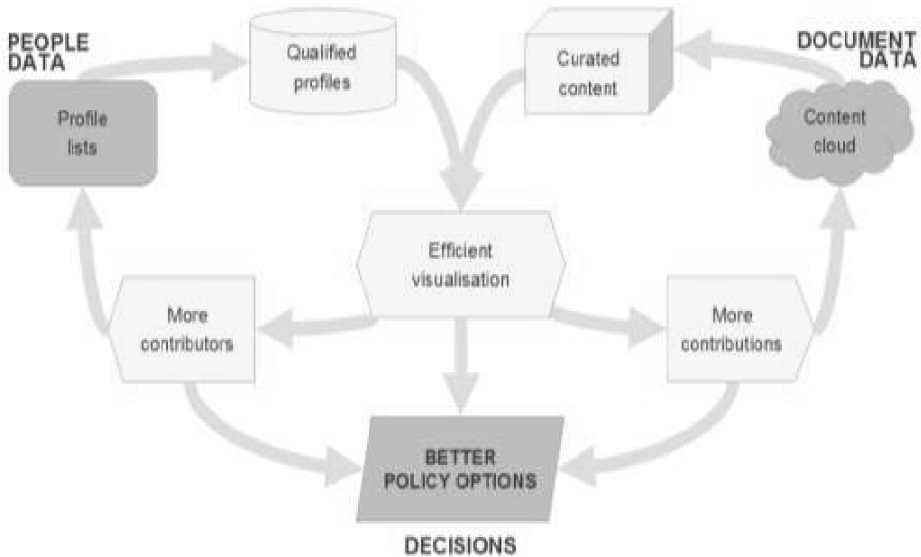 PEOPLE
DATA
Qualified
profiles
Curated
content
DOCUMENT
DATA
Profile
lists
Content
cloud
Efficient
visualisation
More
contributors
More
contributions
BETTER
POLICY OPTIONS
DECISIONS